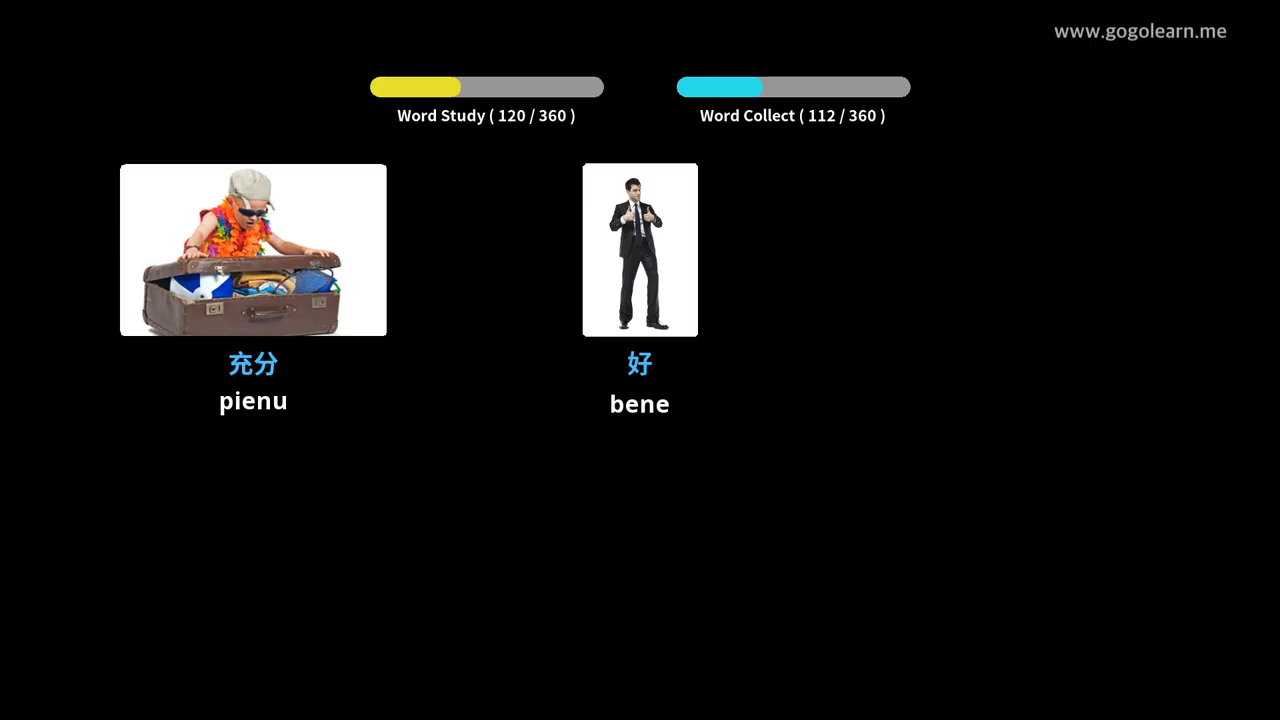 www.gogolearn.me
Word Study ( 120 / 360 )
Word Collect ( 112 / 360 )
充分
pienu
好
bene